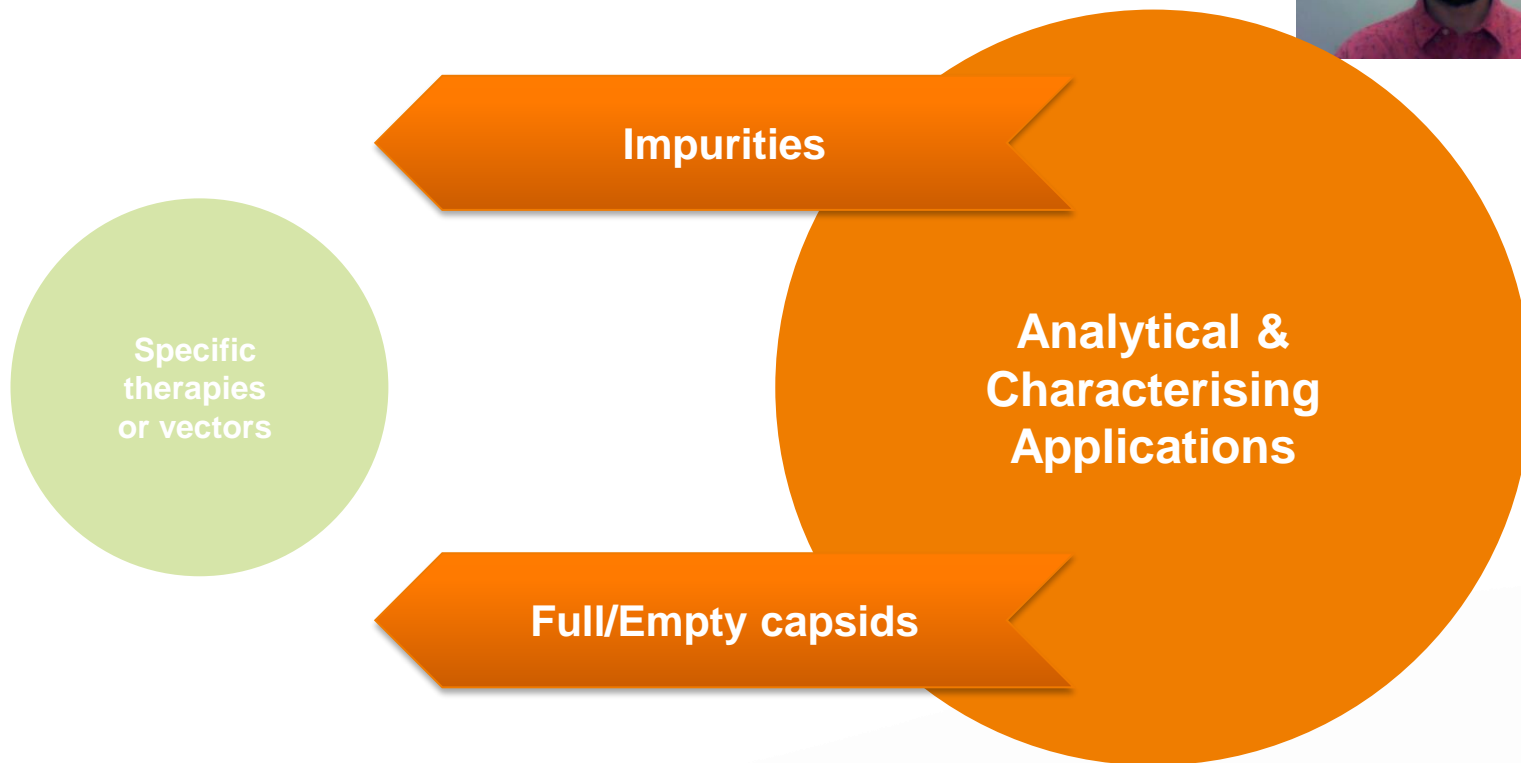 Impurities
Specific
therapies
or vectors
Analytical &
Characterising
Applications
Full/Empty capsids